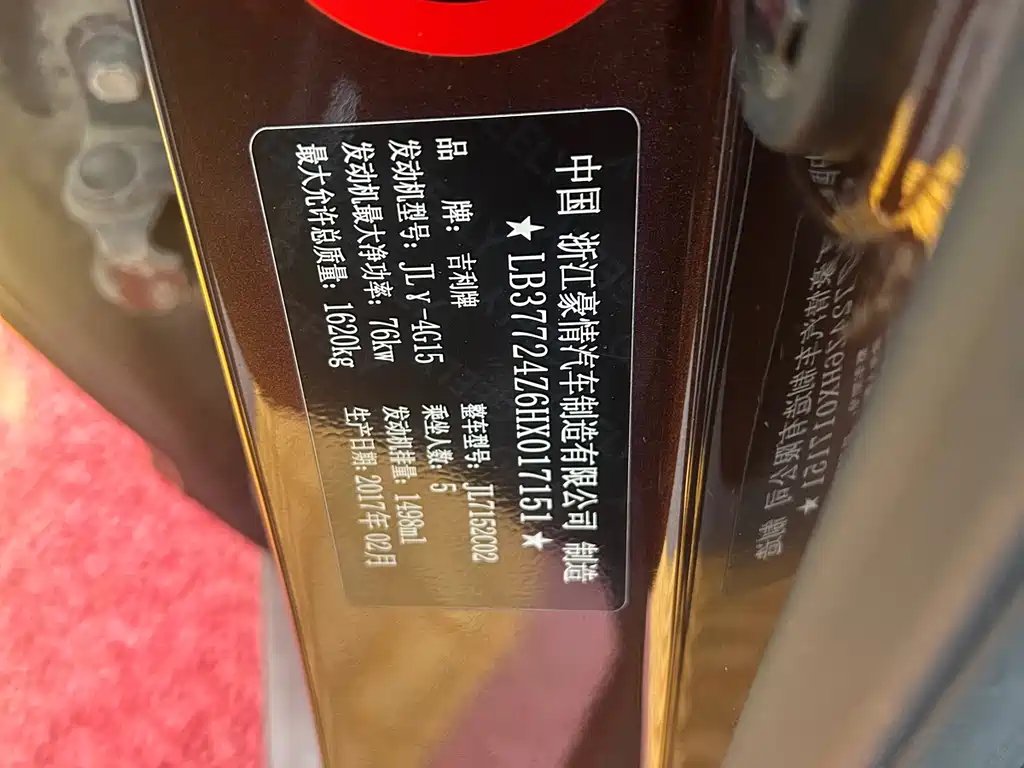 中国 浙江豪情汽车制造有限公司 制造
★LB37724Z6HX017151★
品 牌：吉利牌 整车型号：JL7152C02
发动机型号：JLγ-4G15 乘坐人数：5
发动机最大净功率：76kw 发动机排量：1498ml
最大允许总质量：1620kg 生产日期：2017年02月